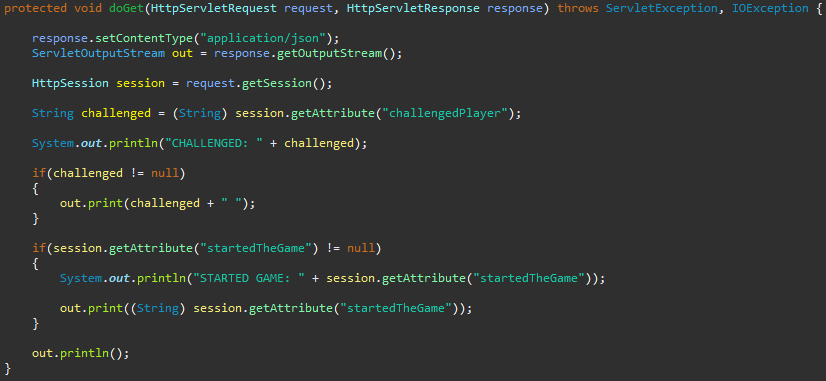 protected void doGet(HttpServletRequest request, HttpServletResponse response) throws ServletException, IOException {
response.setContentType("application/json");
ServletOutputStream out = response.getOutputStream();
HttpSession session = request.getSession();
String challenged = (String) session.getAttribute("challengedPlayer");
System.out.println("CHALLENGED: " + challenged);
if(challenged != null)
{
out.print(challenged + " ");
}
if(session.getAttribute("startedTheGame") != null)
{
System.out.println("STARTED GAME: " + session.getAttribute("startedTheGame"));
out.print((String) session.getAttribute("startedTheGame"));
}
out.println();
}